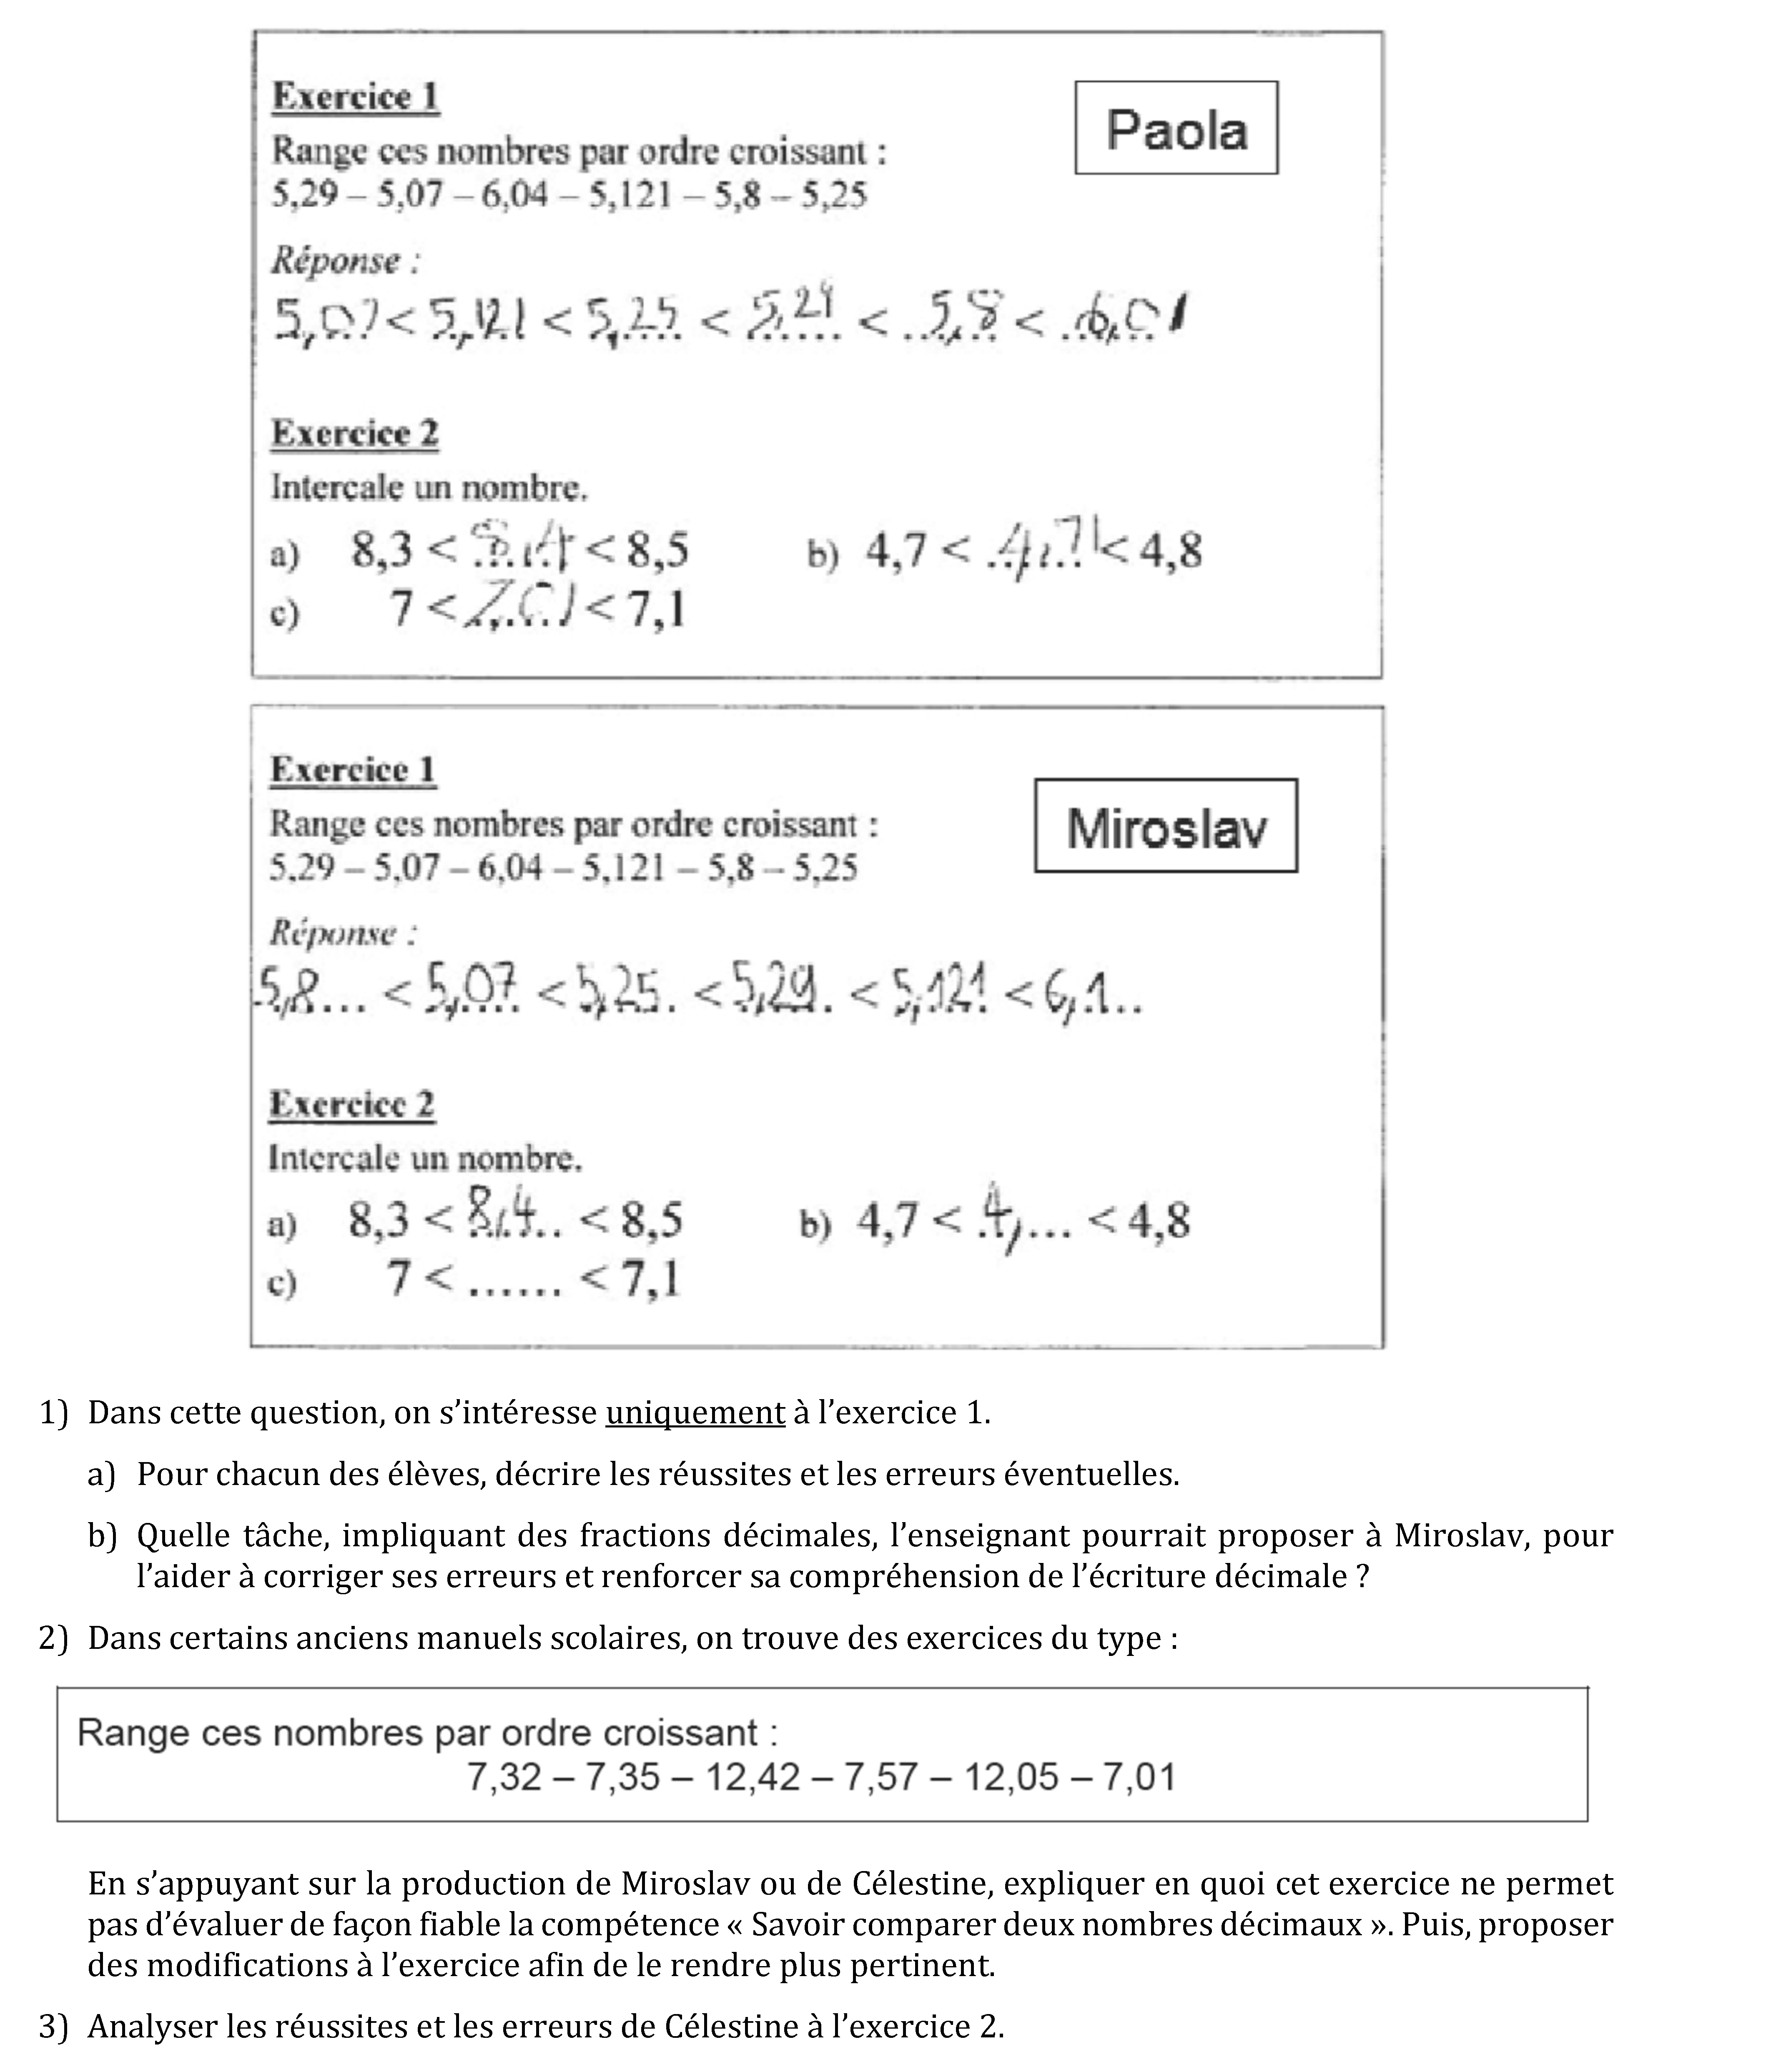 Exercice 1
Paola
Range ces nombres par ordre croissant :
5,29 – 5,07 – 6,04 – 5,121 – 5,8 – 5,25
Réponse :
5,07 < 5,121 < 5,25 < 5,29 < 5,8 < 6,01
Exercice 2
Intercale un nombre.
a) 8,3 < 8,4 < 8,5 b) 4,7 < 4,71 < 4,8
c) 7 < 7,01 < 7,1
Exercice 1
Miroslav
Range ces nombres par ordre croissant :
5,29 – 5,07 – 6,04 – 5,121 – 5,8 – 5,25
Réponse :
5,8... < 5,07 < 5,25. < 5,29. < 5,121 < 6,1..
Exercice 2
Intercale un nombre.
a) 8,3 < 8,4.. < 8,5 b) 4,7 < 4,... < 4,8
c) 7 < ...... < 7,1
1) Dans cette question, on s’intéresse uniquement à l’exercice 1.
a) Pour chacun des élèves, décrire les réussites et les erreurs éventuelles.
b) Quelle tâche, impliquant des fractions décimales, l’enseignant pourrait proposer à Miroslav, pour
l’aider à corriger ses erreurs et renforcer sa compréhension de l’écriture décimale ?
2) Dans certains anciens manuels scolaires, on trouve des exercices du type :
Range ces nombres par ordre croissant :
7,32 – 7,35 – 12,42 – 7,57 – 12,05 – 7,01
En s’appuyant sur la production de Miroslav ou de Célestine, expliquer en quoi cet exercice ne permet
pas d’évaluer de façon fiable la compétence « Savoir comparer deux nombres décimaux ». Puis, proposer
des modifications à l’exercice afin de le rendre plus pertinent.
3) Analyser les réussites et les erreurs de Célestine à l’exercice 2.